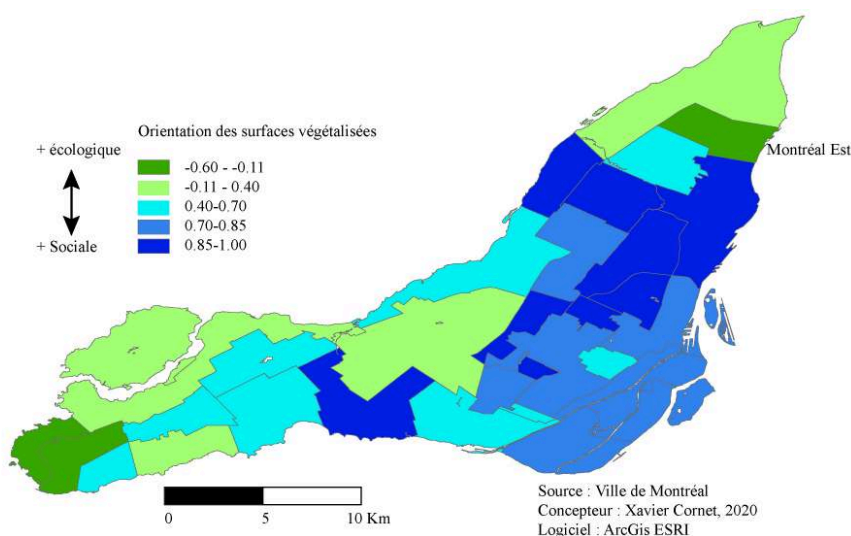 Orientation des surfaces végétalisées
+ écologique
+ Sociale
-0.60 - -0.11
-0.11 - 0.40
0.40-0.70
0.70-0.85
0.85-1.00
Montréal Est
0 5 10 Km
Source : Ville de Montréal
Concepteur : Xavier Cornet, 2020
Logiciel : ArcGis ESRI